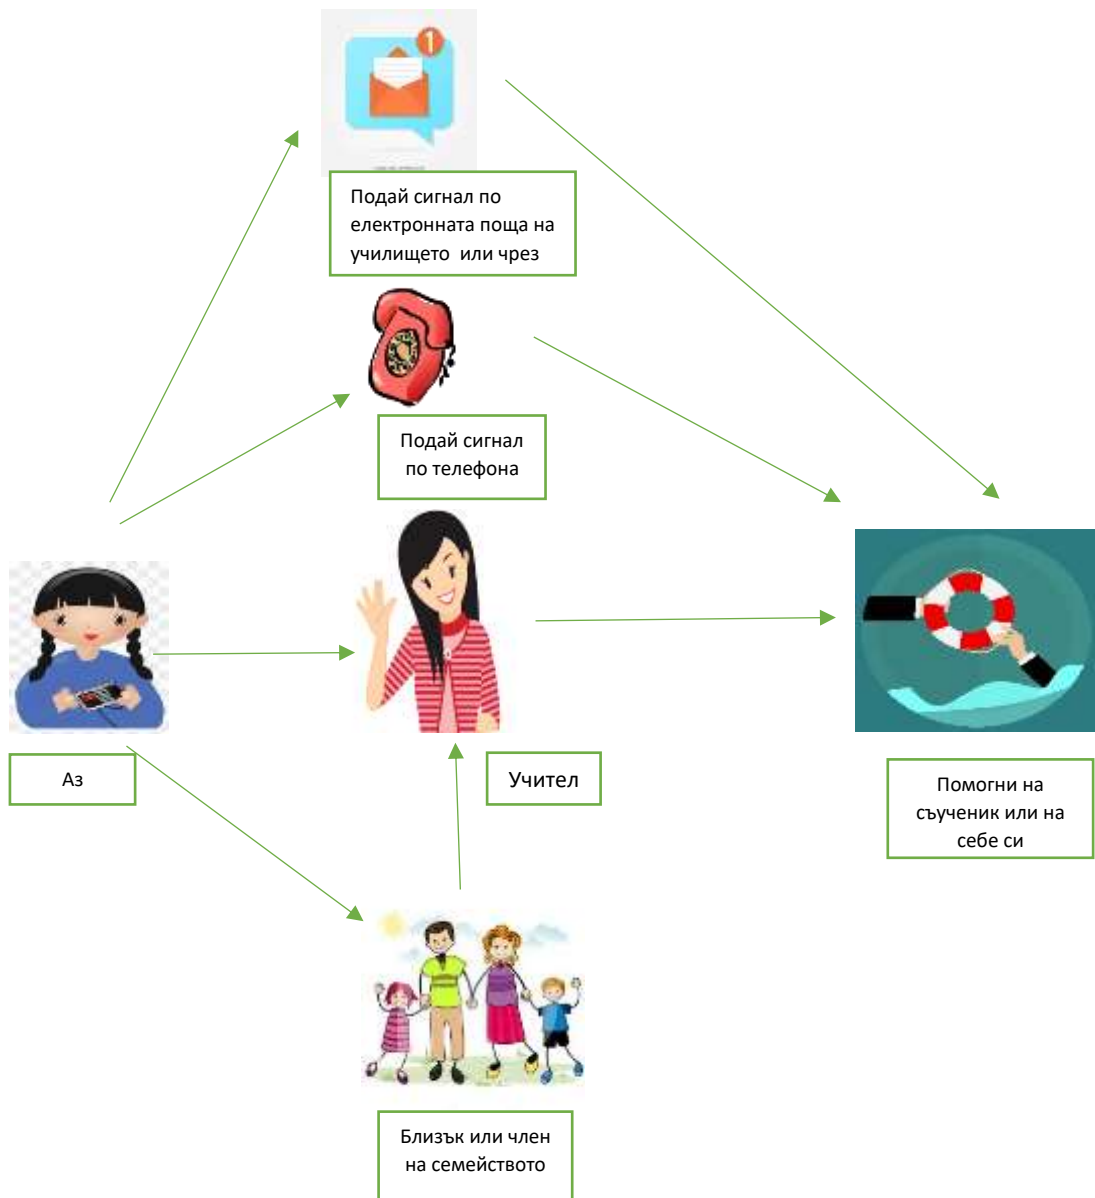 1
Подай сигнал по
електронната поща на
училището  или чрез
Подай сигнал
по телефона
Аз
Учител
Помогни на
съученик или на
себе си
Близък или член
на семейството